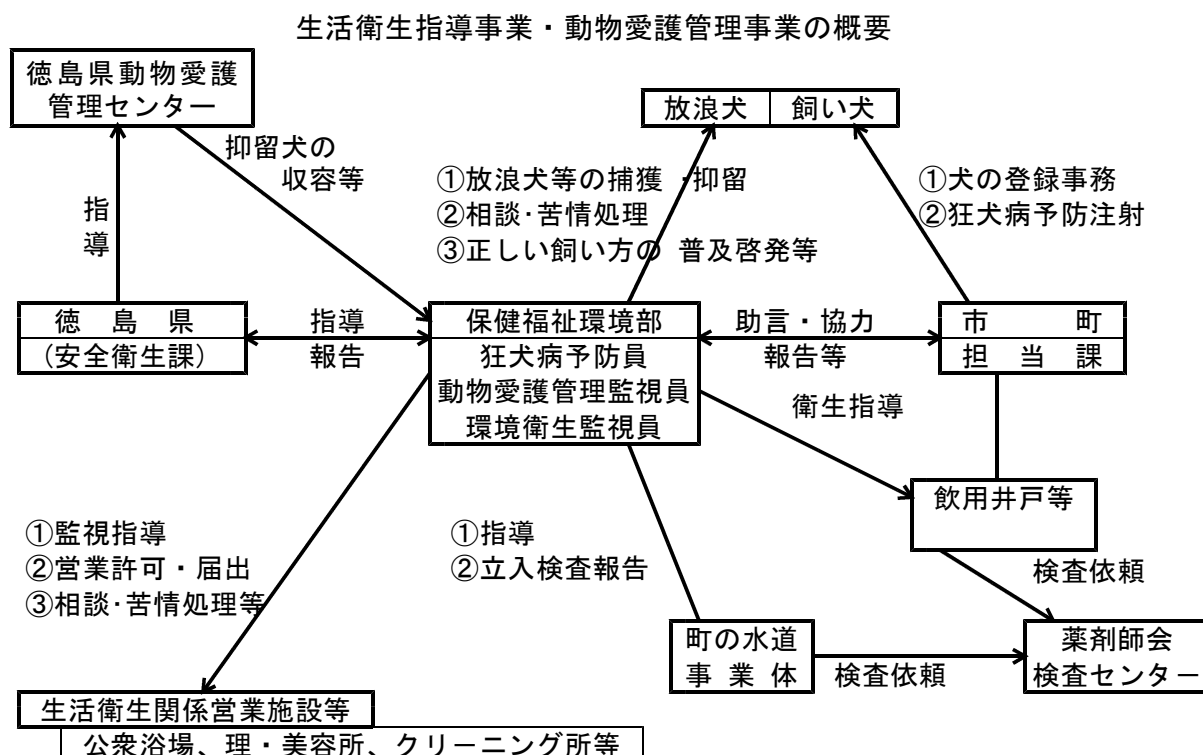 生活衛生指導事業・動物愛護管理事業の概要
徳島県動物愛護
管理センター
放浪犬 飼い犬
抑留犬の
収容等
指
導
①放浪犬等の捕獲・抑留
②相談・苦情処理
③正しい飼い方の 普及啓発等
①犬の登録事務
②狂犬病予防注射
徳 島 県
(安全衛生課)
指導
報告
保健福祉環境部
狂犬病予防員
動物愛護管理監視員
環境衛生監視員
助言・協力
報告等
市 町
担 当 課
衛生指導
飲用井戸等
①監視指導
②営業許可・届出
③相談・苦情処理等
①指導
②立入検査報告
検査依頼
町の水道
事 業 体
検査依頼
薬剤師会
検査センター
生活衛生関係営業施設等
公衆浴場、理・美容所、クリーニング所等